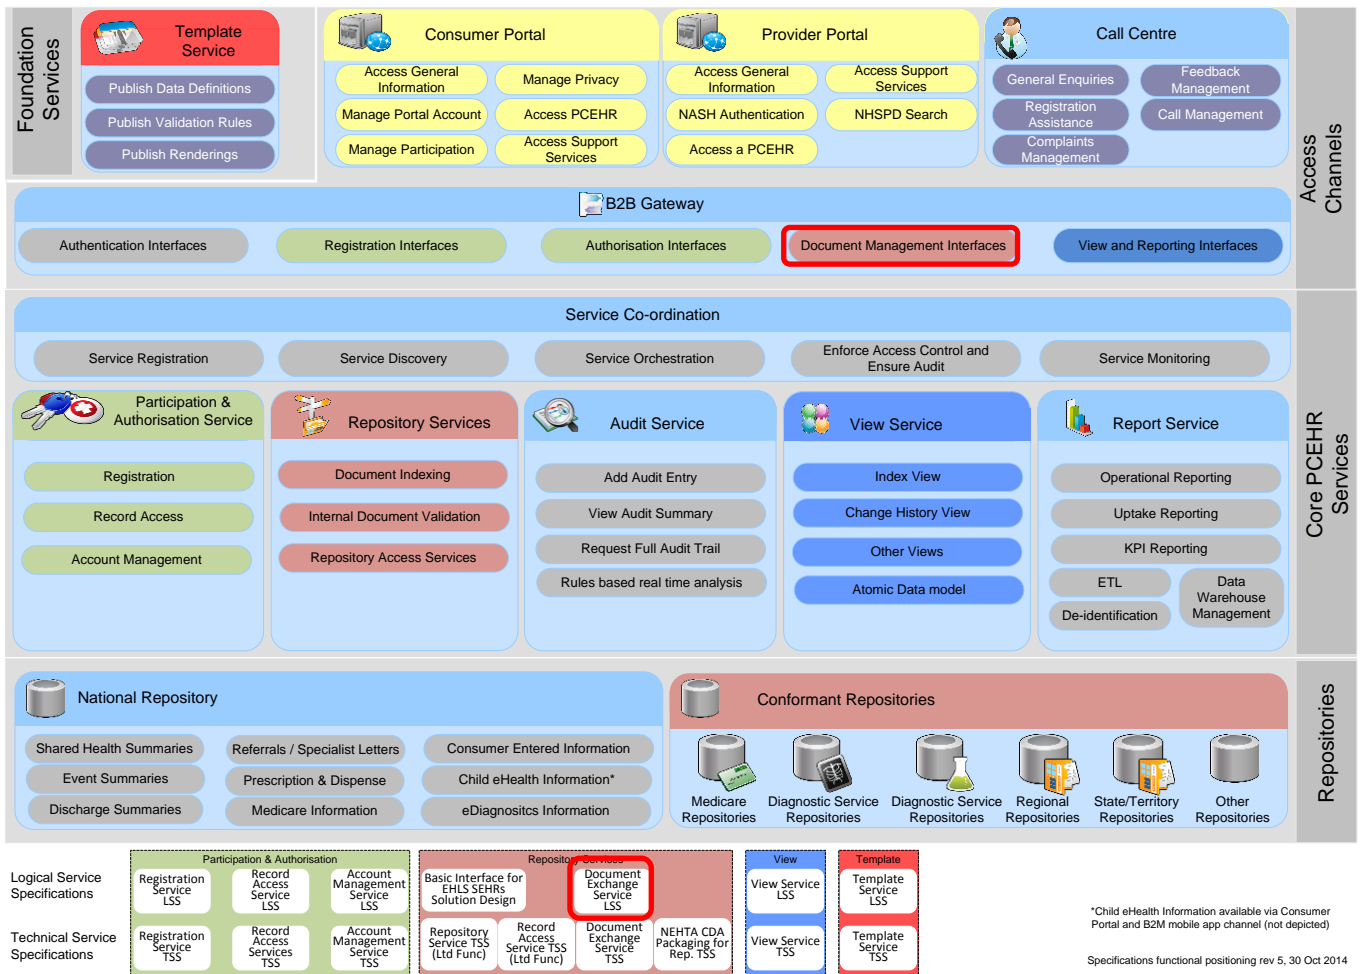 Foundation
Services
Template
Service
Publish Data Definitions
Publish Validation Rules
Publish Renderings
Consumer Portal
Access General
Information
Manage Privacy
Manage Portal Account
Access PCEHR
Manage Participation
Access Support
Services
Provider Portal
Access General
Information
Access Support
Services
NASH Authentication
NHSPD Search
Access a PCEHR
Call Centre
General Enquiries
Feedback
Management
Registration
Assistance
Call Management
Complaints
Management
Access
Channels
B2B Gateway
Authentication Interfaces
Registration Interfaces
Authorisation Interfaces
Document Management Interfaces
View and Reporting Interfaces
Service Co-ordination
Service Registration
Service Discovery
Service Orchestration
Enforce Access Control and
Ensure Audit
Service Monitoring
Core PCEHR
Services
Participation &
Authorisation Service
Registration
Record Access
Account Management
Repository Services
Document Indexing
Internal Document Validation
Repository Access Services
Audit Service
Add Audit Entry
View Audit Summary
Request Full Audit Trail
Rules based real time analysis
View Service
Index View
Change History View
Other Views
Atomic Data model
Report Service
Operational Reporting
Uptake Reporting
KPI Reporting
ETL
De-identification
Data
Warehouse
Management
National Repository
Shared Health Summaries
Referrals / Specialist Letters
Consumer Entered Information
Event Summaries
Prescription & Dispense
Child eHealth Information*
Discharge Summaries
Medicare Information
eDiagnositcs Information
Conformant Repositories
Medicare
Repositories
Diagnostic Service
Repositories
Diagnostic Service
Repositories
Regional
Repositories
State/Territory
Repositories
Other
Repositories
Repositories
Logical Service
Specifications
Technical Service
Specifications
Participation & Authorisation
Registration
Service
LSS
Record
Access
Service
LSS
Account
Management
Service
LSS
Registration
Service
TSS
Record
Access
Services
TSS
Account
Management
Service
TSS
Repository Services
Basic Interface for
EHLS SEHRs
Solution Design
Document
Exchange
Service
LSS
Repository
Service TSS
(Ltd Func)
Record
Access
Service TSS
(Ltd Func)
Document
Exchange
Service
TSS
NEHTA CDA
Packaging for
Rep. TSS
View
View Service
LSS
View Service
TSS
Template
Template
Service
LSS
Template
Service
TSS
*Child eHealth Information available via Consumer
Portal and B2M mobile app channel (not depicted)
Specifications functional positioning rev 5, 30 Oct 2014